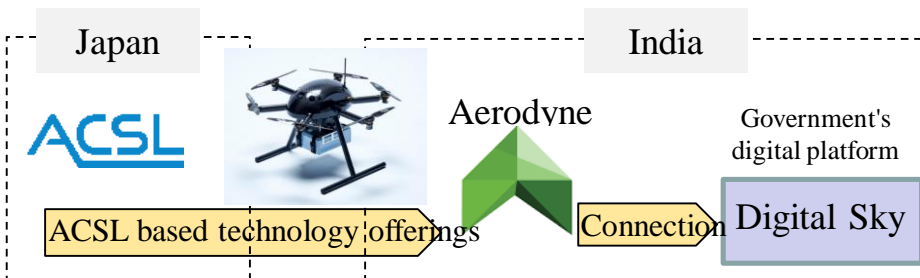 Japan
India
ACSL
Aerodyne
Government's
digital platform
ACSL based technology offerings
Connection
Digital Sky